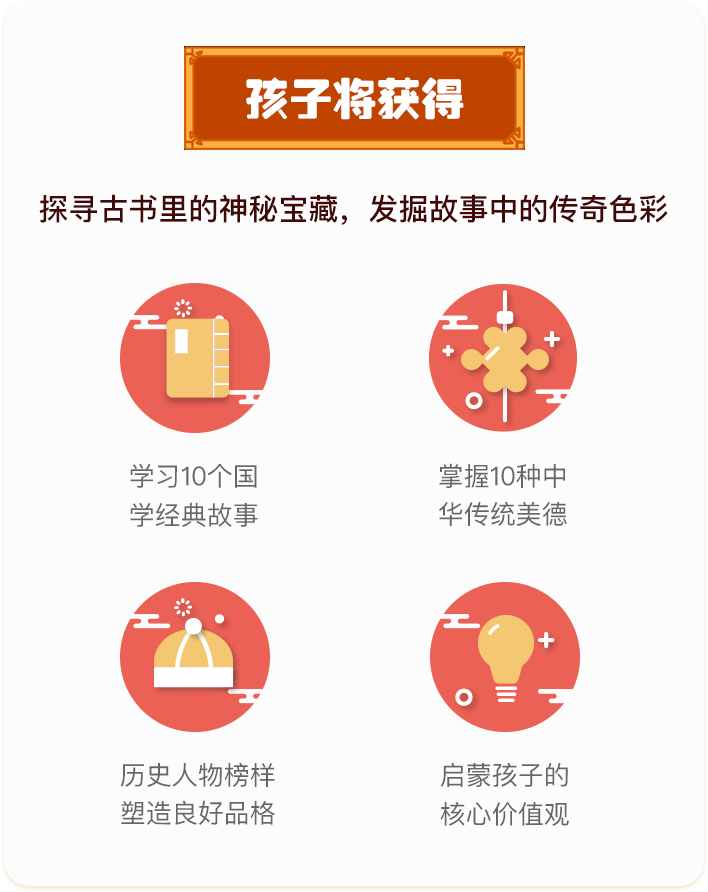 孩子将获得
探寻古书里的神秘宝藏，发掘故事中的传奇色彩
学习10个国
学经典故事
掌握10种中
华传统美德
历史人物榜样
塑造良好品格
启蒙孩子的
核心价值观